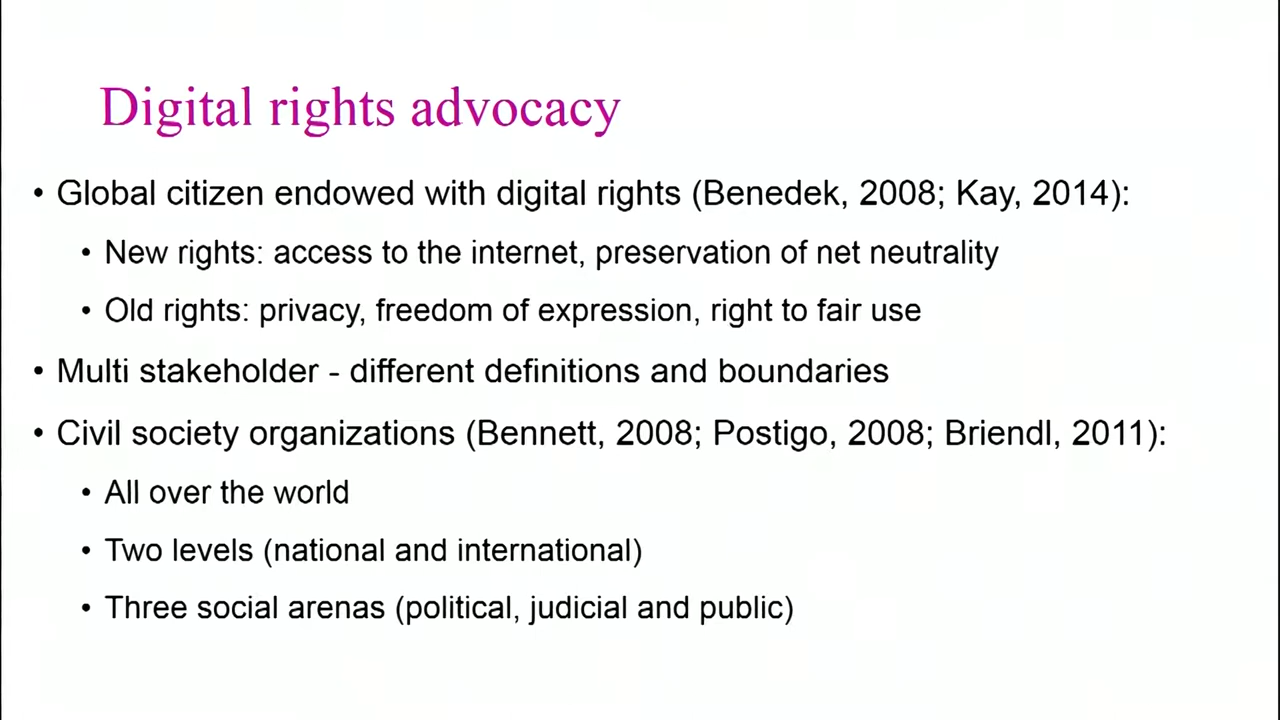 Digital rights advocacy
• Global citizen endowed with digital rights (Benedek, 2008; Kay, 2014):
• New rights: access to the internet, preservation of net neutrality
• Old rights: privacy, freedom of expression, right to fair use
• Multi stakeholder - different definitions and boundaries
• Civil society organizations (Bennett, 2008; Postigo, 2008; Briendl, 2011):
• All over the world
• Two levels (national and international)
• Three social arenas (political, judicial and public)